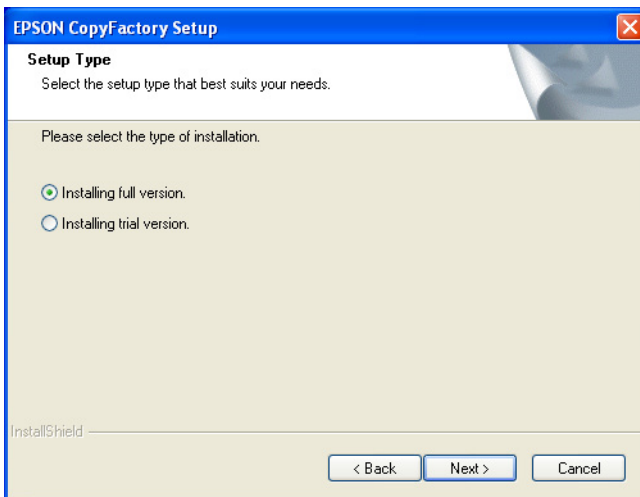 EPSON CopyFactory Setup
Setup Type
Select the setup type that best suits your needs.
Please select the type of installation.
Installing full version.
Installing trial version.
InstallShield
< Back Next > Cancel